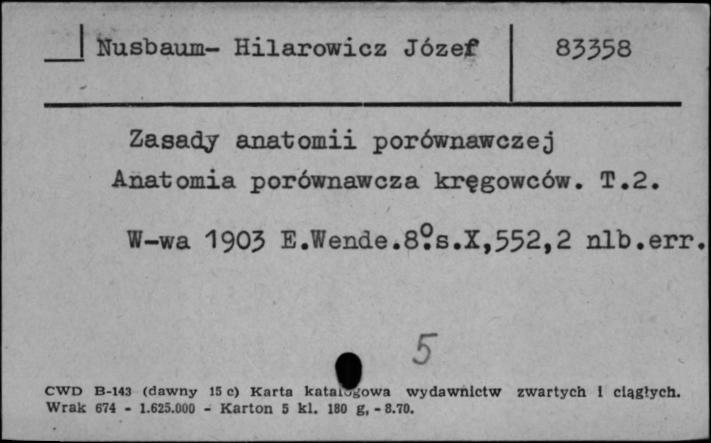 Nusbaum- Hilarowicz Józef 83358
Zasady anatomii porównawczej
Anatomia porównawcza kręgowców. T.2.
W-wa 1903 E.Wende.8º.s.X,552,2 nlb.err.
5
CWD B-143 (dawny 15 c) Karta katalogowa wydawnictw zwartych i ciągłych.
Wrak 674 - 1.625.000 - Karton 5 kl. 180 g, - 8.70.